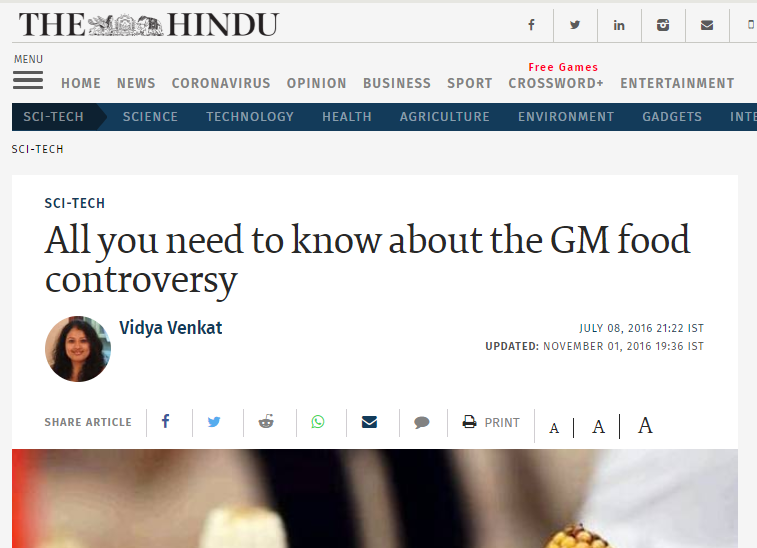 THE HINDU
MENU
Free Games
HOME NEWS CORONAVIRUS OPINION BUSINESS SPORT CROSSWORD+ ENTERTAINMENT
SCI-TECH SCIENCE TECHNOLOGY HEALTH AGRICULTURE ENVIRONMENT GADGETS INTE
SCI-TECH
SCI-TECH
All you need to know about the GM food
controversy
Vidya Venkat
JULY 08, 2016 21:22 IST
UPDATED: NOVEMBER 01, 2016 19:36 IST
SHARE ARTICLE PRINT A A A